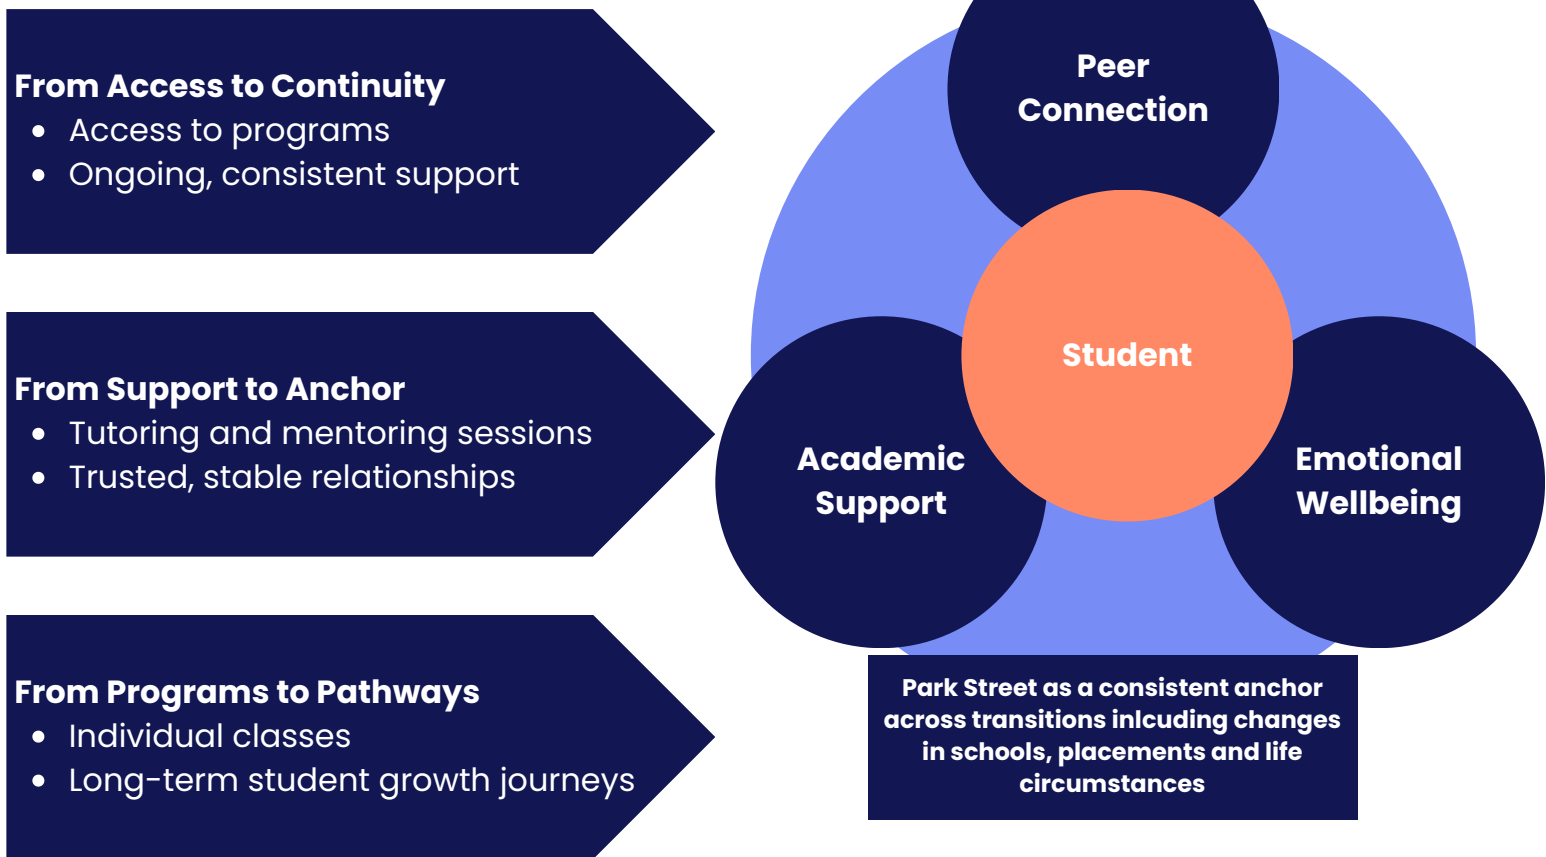 From Access to Continuity
• Access to programs
• Ongoing, consistent support
From Support to Anchor
• Tutoring and mentoring sessions
• Trusted, stable relationships
From Programs to Pathways
• Individual classes
• Long-term student growth journeys
Peer
Connection
Student
Academic
Support
Emotional
Wellbeing
Park Street as a consistent anchor
across transitions inlcuding changes
in schools, placements and life
circumstances